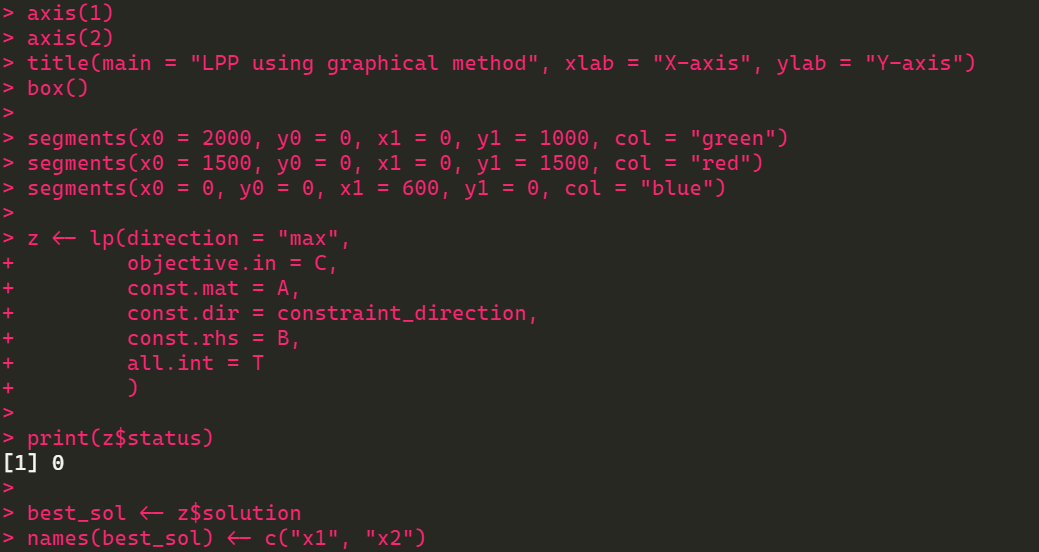 > axis(1)
> axis(2)
> title(main = "LPP using graphical method", xlab = "X-axis", ylab = "Y-axis")
> box()
>
> segments(x0 = 2000, y0 = 0, x1 = 0, y1 = 1000, col = "green")
> segments(x0 = 1500, y0 = 0, x1 = 0, y1 = 1500, col = "red")
> segments(x0 = 0, y0 = 0, x1 = 600, y1 = 0, col = "blue")
>
> z <- lp(direction = "max",
+         objective.in = C,
+         const.mat = A,
+         const.dir = constraint_direction,
+         const.rhs = B,
+         all.int = T
+         )
>
> print(z$status)
[1] 0
>
> best_sol <- z$solution
> names(best_sol) <- c("x1", "x2")